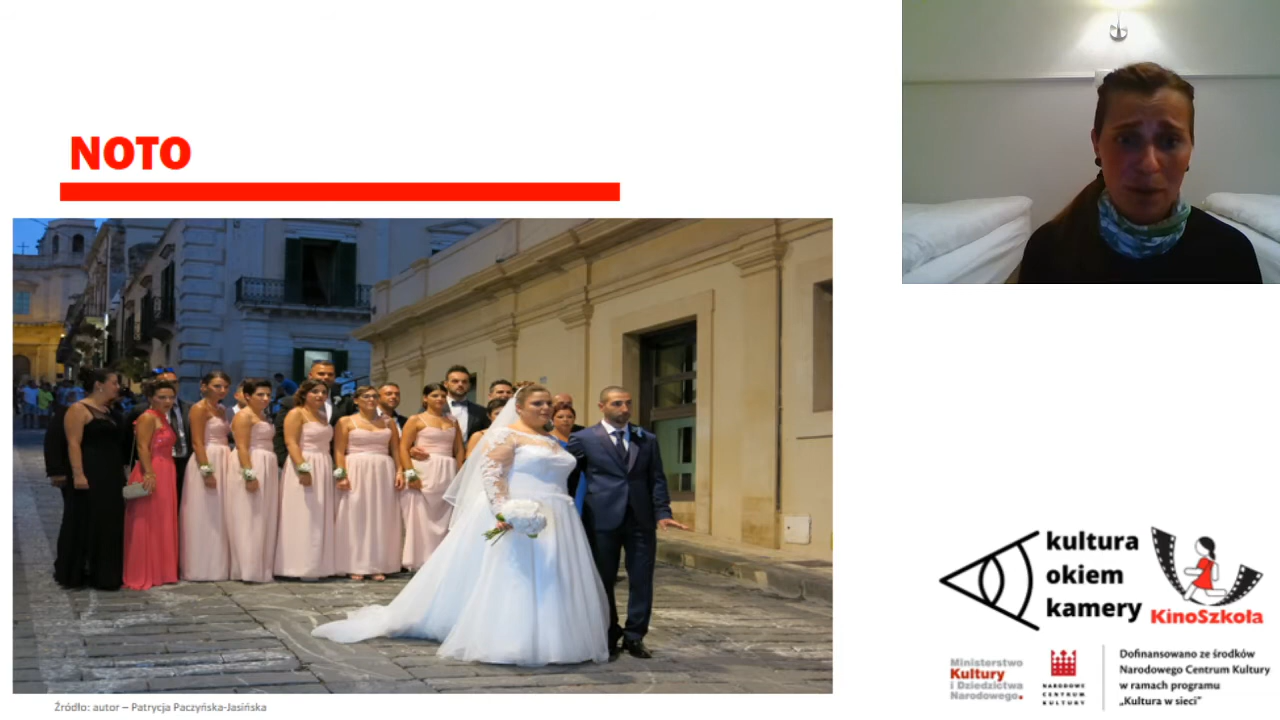 NOTO
Źródło: autor – Patrycja Paczyńska-Jasińska
kultura
okiem
kamery
KinoSzkoła
Ministerstwo
Kultury
i Dziedzictwa
Narodowego.
NARODOWE
CENTRUM
KULTURY
Dofinansowano ze środków
Narodowego Centrum Kultury
w ramach programu
„Kultura w sieci”